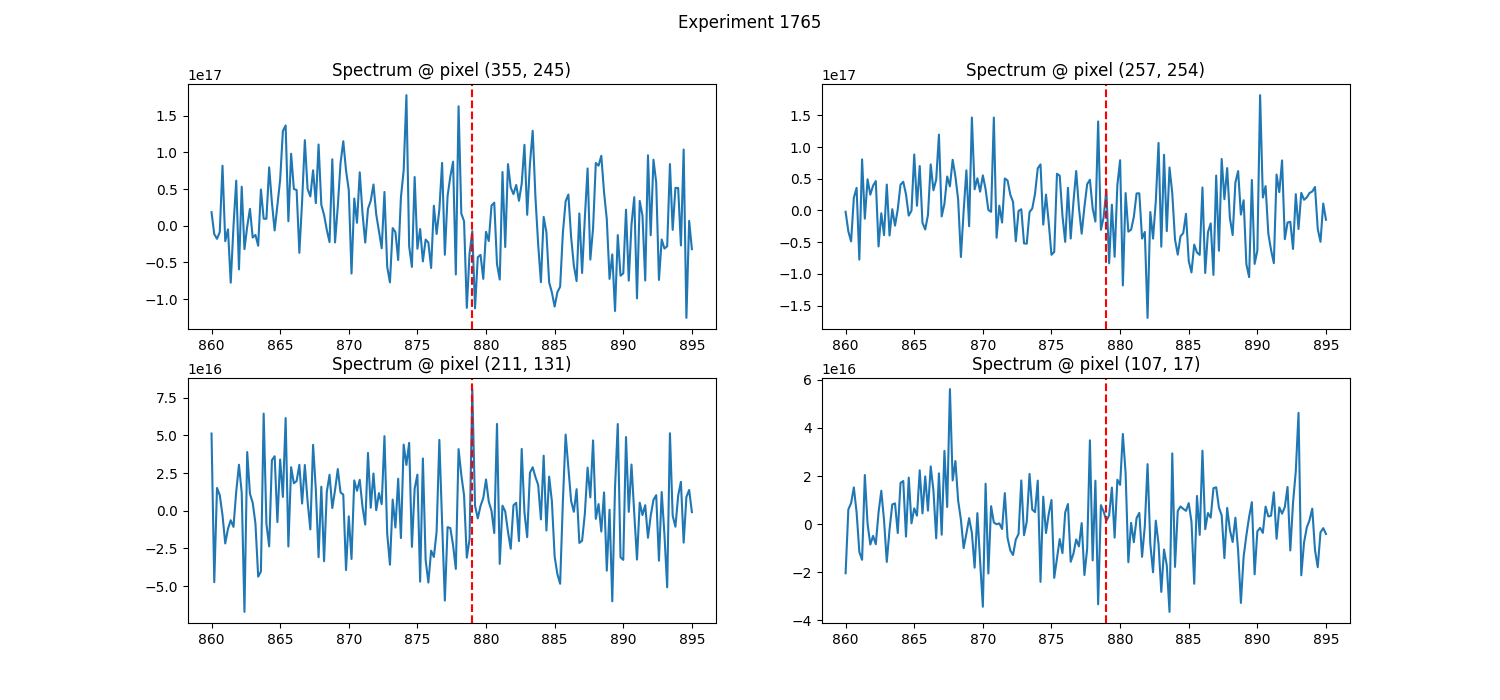 Experiment 1765
Spectrum @ pixel (355, 245)
1e17
1.5
1.0
0.5
0.0
−0.5
−1.0
860 865 870 875 880 885 890 895
Spectrum @ pixel (257, 254)
1e17
1.5
1.0
0.5
0.0
−0.5
−1.0
−1.5
860 865 870 875 880 885 890 895
Spectrum @ pixel (211, 131)
1e16
7.5
5.0
2.5
0.0
−2.5
−5.0
860 865 870 875 880 885 890 895
Spectrum @ pixel (107, 17)
1e16
6
4
2
0
−2
−4
860 865 870 875 880 885 890 895